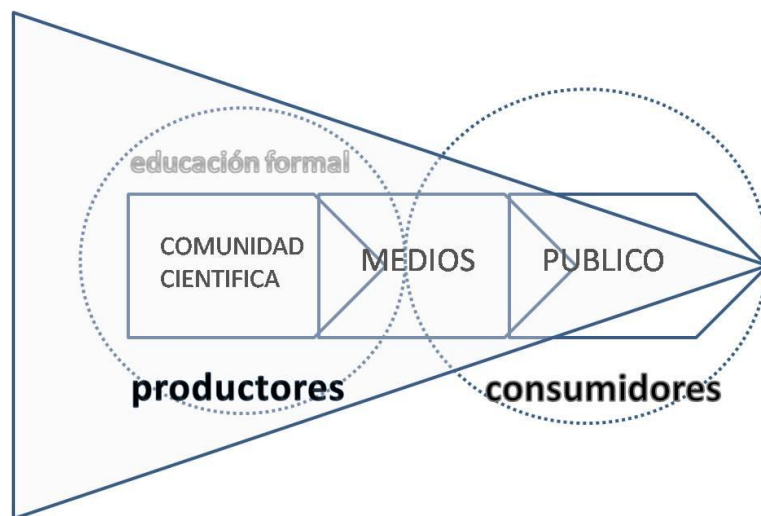 educación formal
COMUNIDAD
CIENTIFICA
MEDIOS
PUBLICO
productores
consumidores